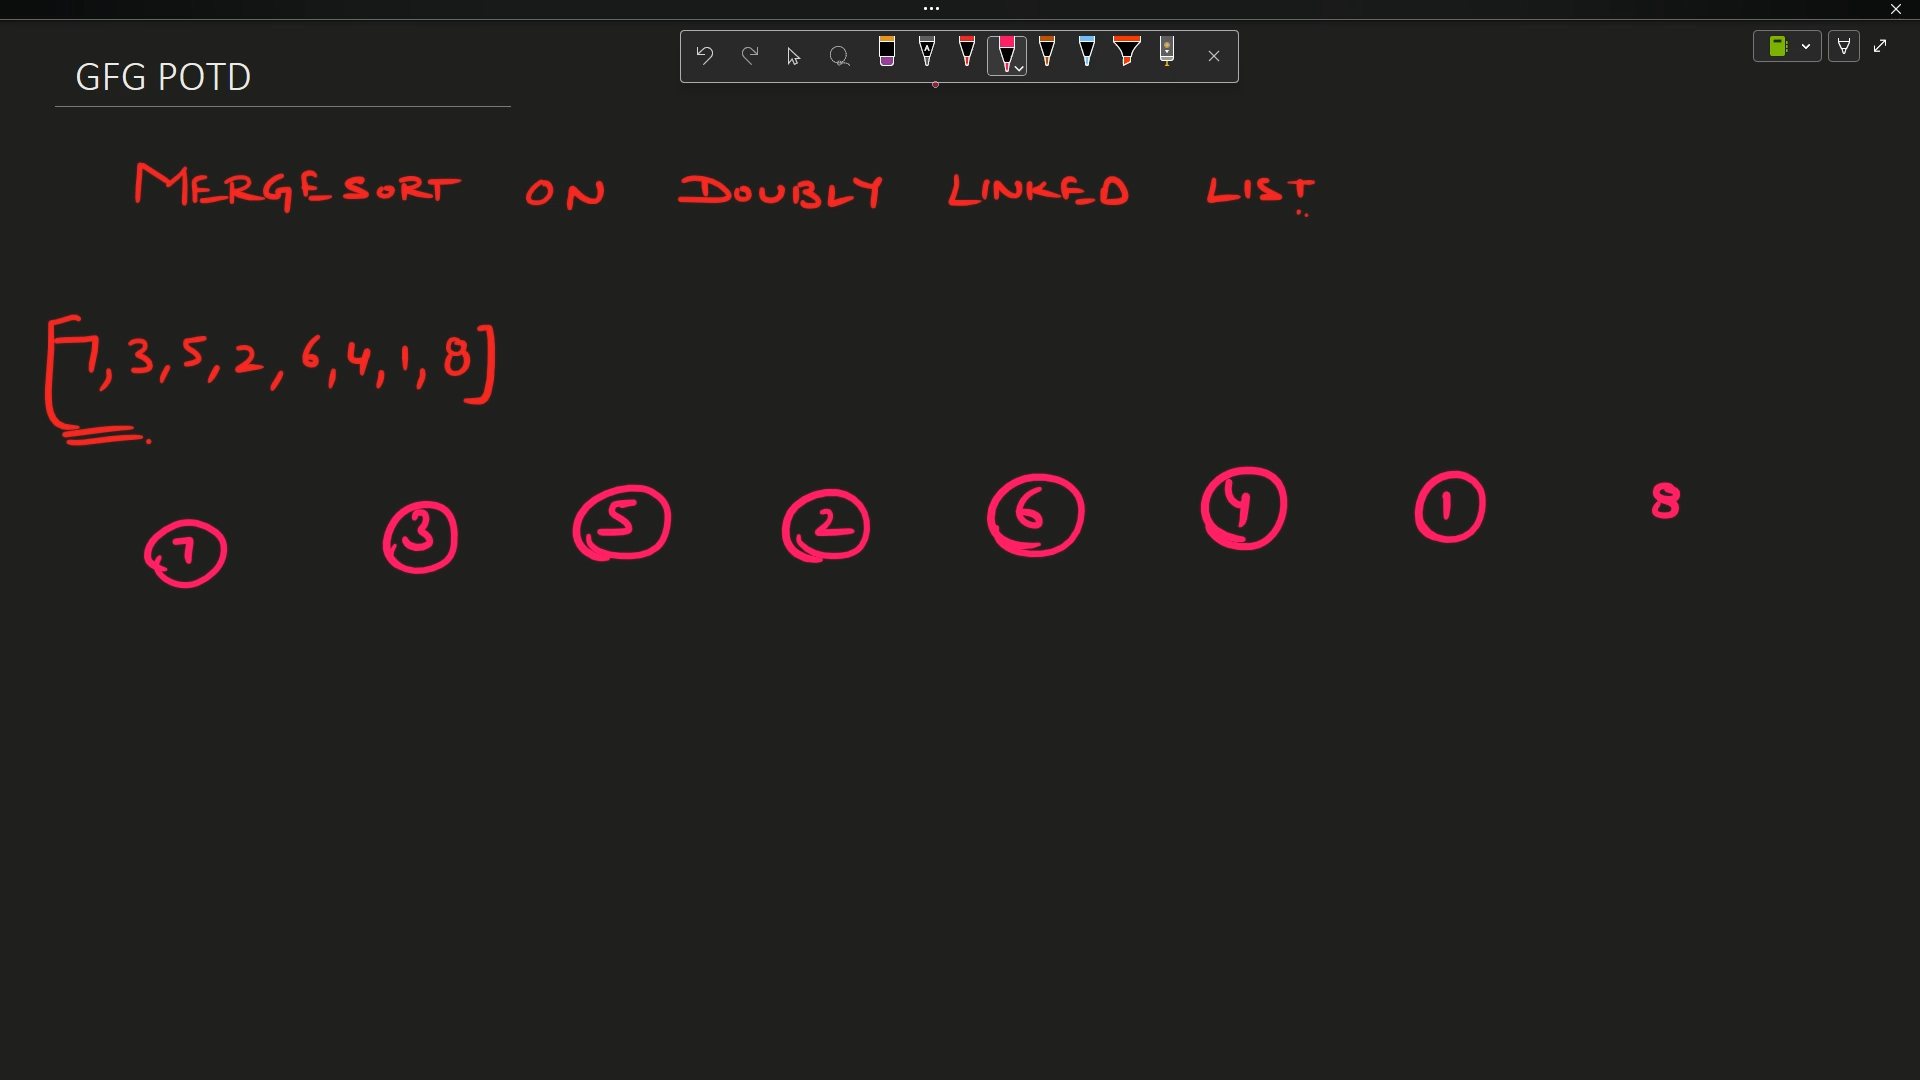 GFG POTD
MERGESORT ON DOUBLY LINKED LIST
[7, 3, 5, 2, 6, 4, 1, 8]
7 3 5 2 6 4 1 8